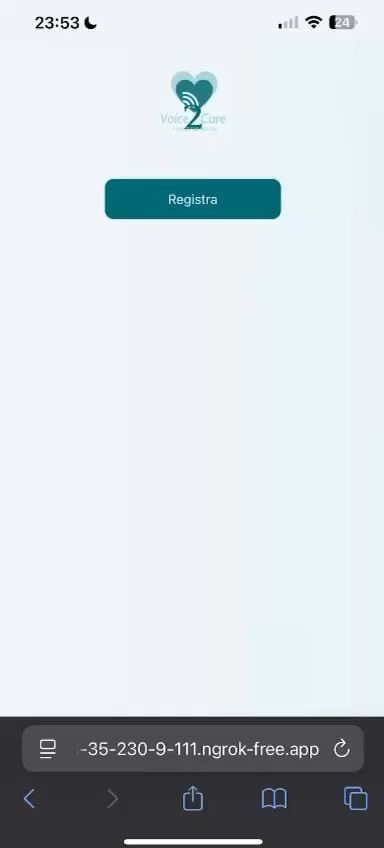 23:53
24
Voice 2 Care
Registra
-35-230-9-111.ngrok-free.app